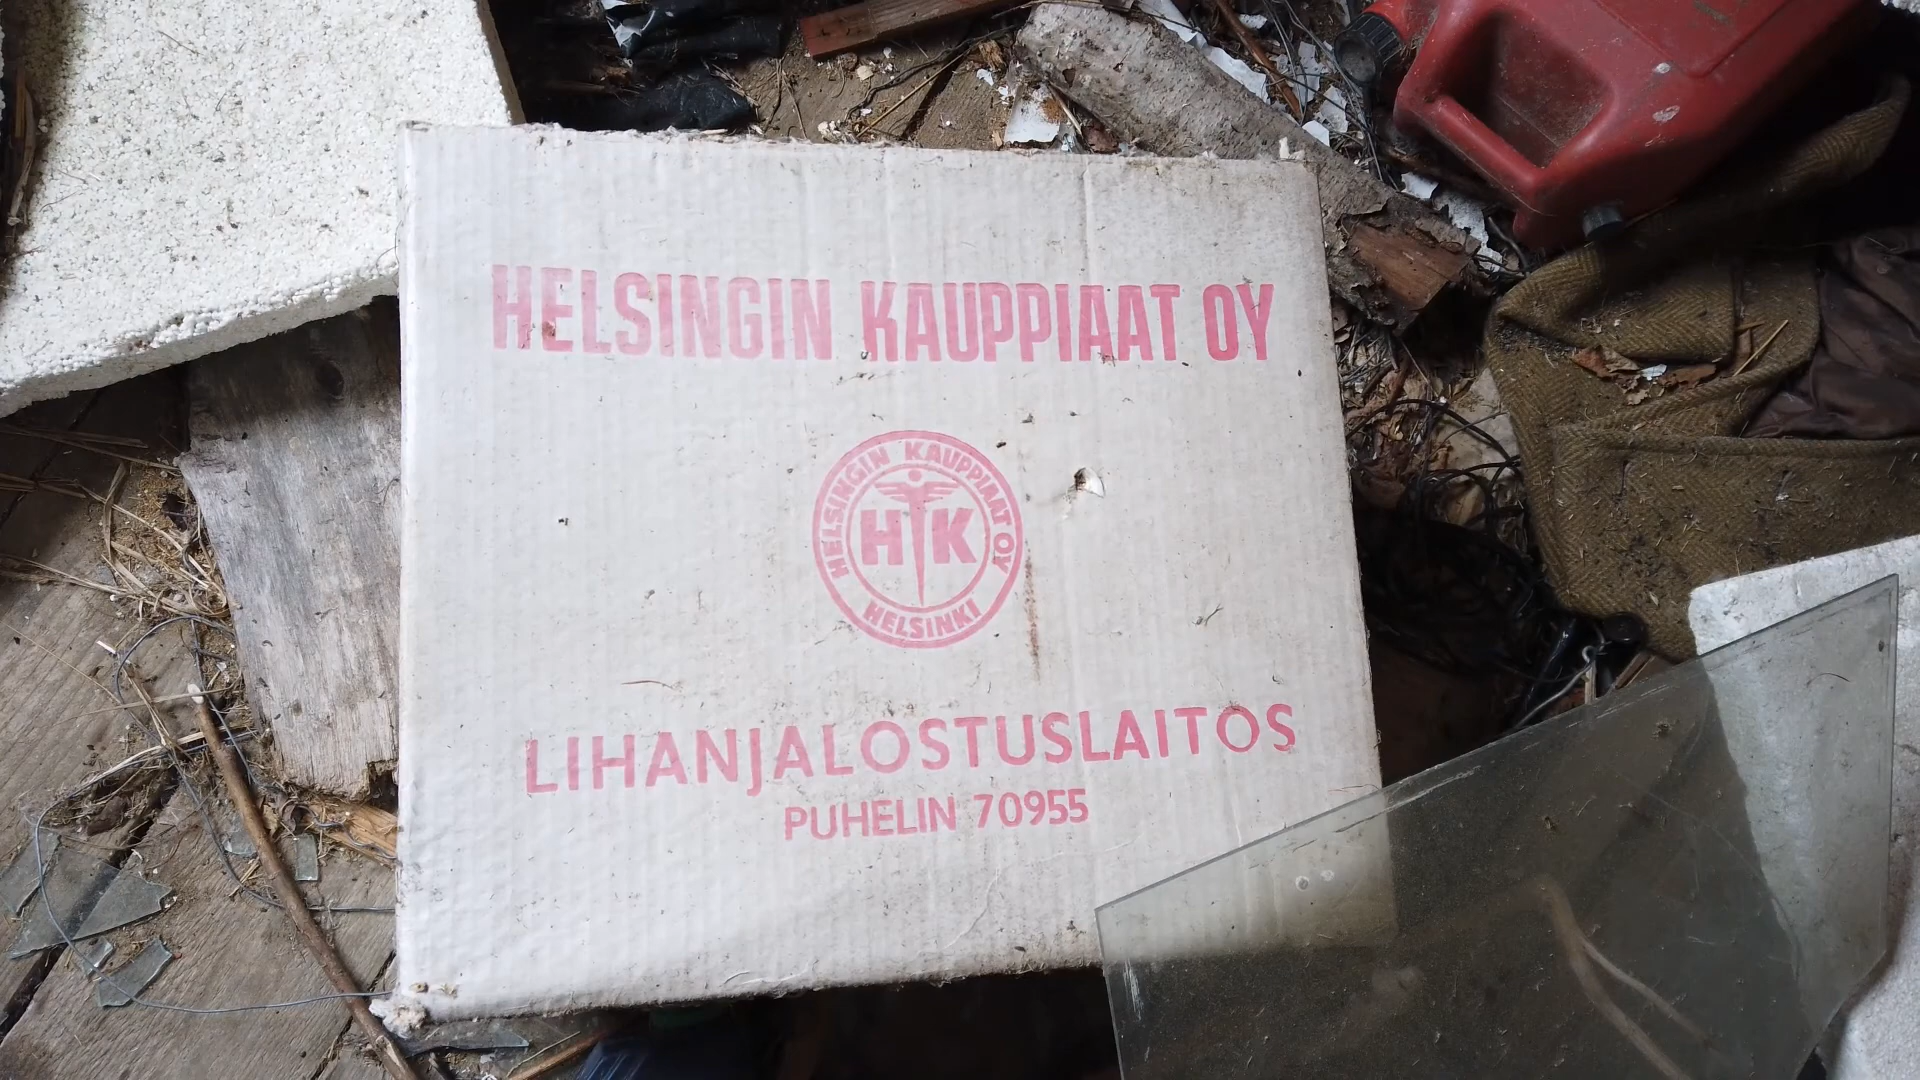 HELSINGIN KAUPPIAAT OY
HELSINGIN KAUPPIAAT OY
HK
HELSINKI
LIHANJALOSTUSLAITOS
PUHELIN 70955